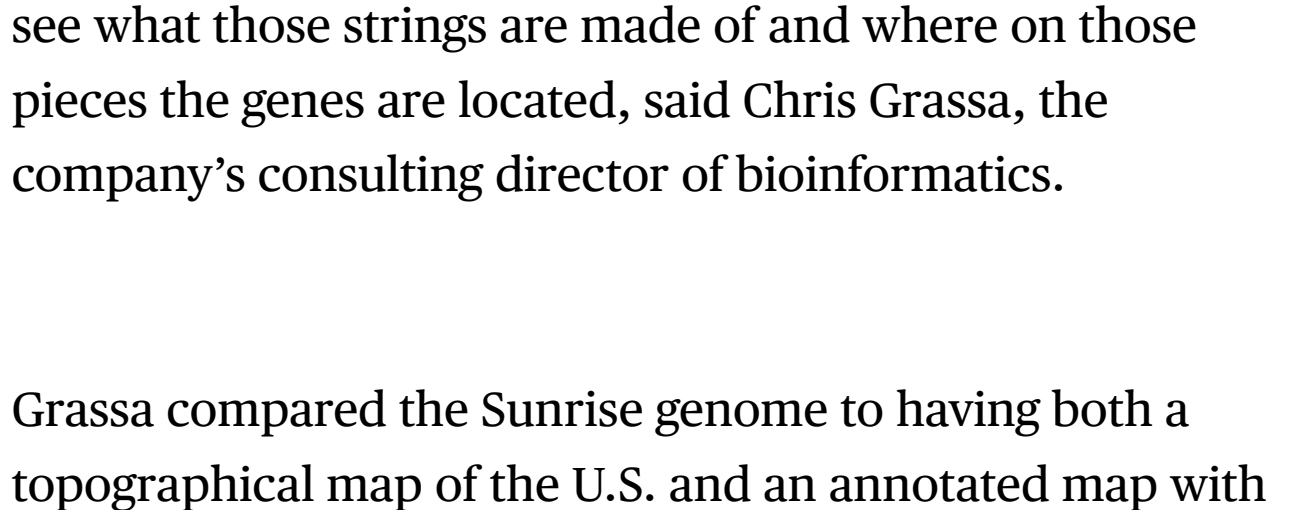 see what those strings are made of and where on those
pieces the genes are located, said Chris Grassa, the
company’s consulting director of bioinformatics.
Grassa compared the Sunrise genome to having both a
topographical map of the U.S. and an annotated map with